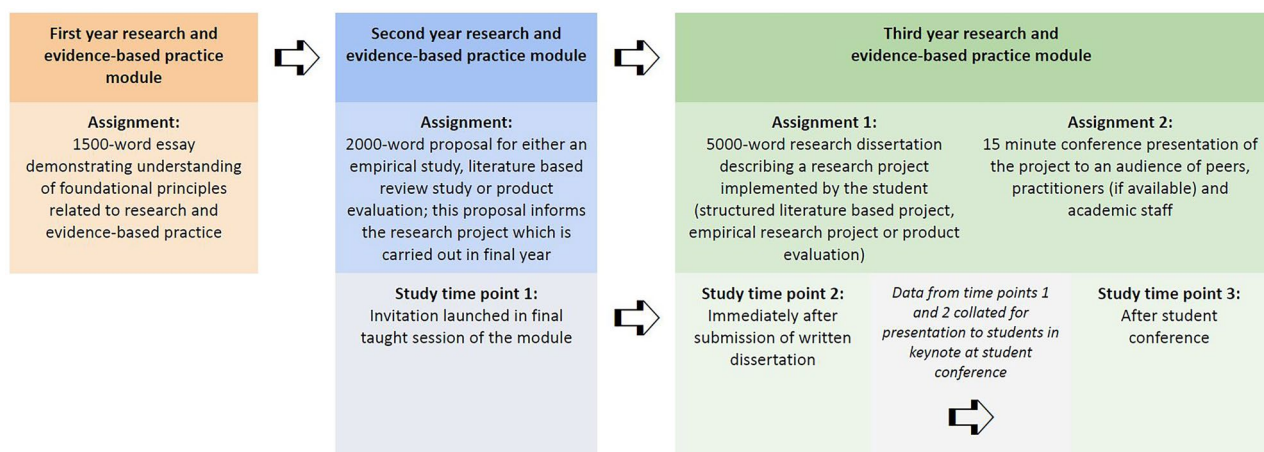 First year research and
evidence-based practice
module
Assignment:
1500-word essay
demonstrating understanding
of foundational principles
related to research and
evidence-based practice
Second year research and
evidence-based practice module
Assignment:
2000-word proposal for either an
empirical study, literature based
review study or product
evaluation; this proposal informs
the research project which is
carried out in final year
Study time point 1:
Invitation launched in final
taught session of the module
Third year research and
evidence-based practice module
Assignment 1:
5000-word research dissertation
describing a research project
implemented by the student
(structured literature based project,
empirical research project or product
evaluation)
Assignment 2:
15 minute conference presentation of
the project to an audience of peers,
practitioners (if available) and
academic staff
Study time point 2:
Immediately after
submission of written
dissertation
Data from time points 1
and 2 collated for
presentation to students in
keynote at student
conference
Study time point 3:
After student
conference